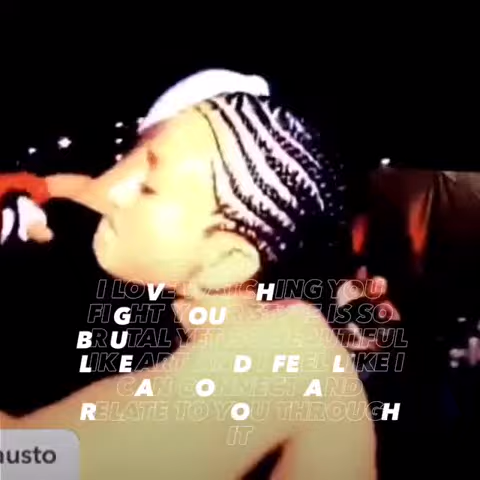 I LOVE WATCHING YOU
FIGHT YOUR STYLE IS SO
BRUTAL YET SO BEAUTIFUL
LIKE ART AND I FEEL LIKE I
CAN CONNECT AND
RELATE TO YOU THROUGH
IT
austo